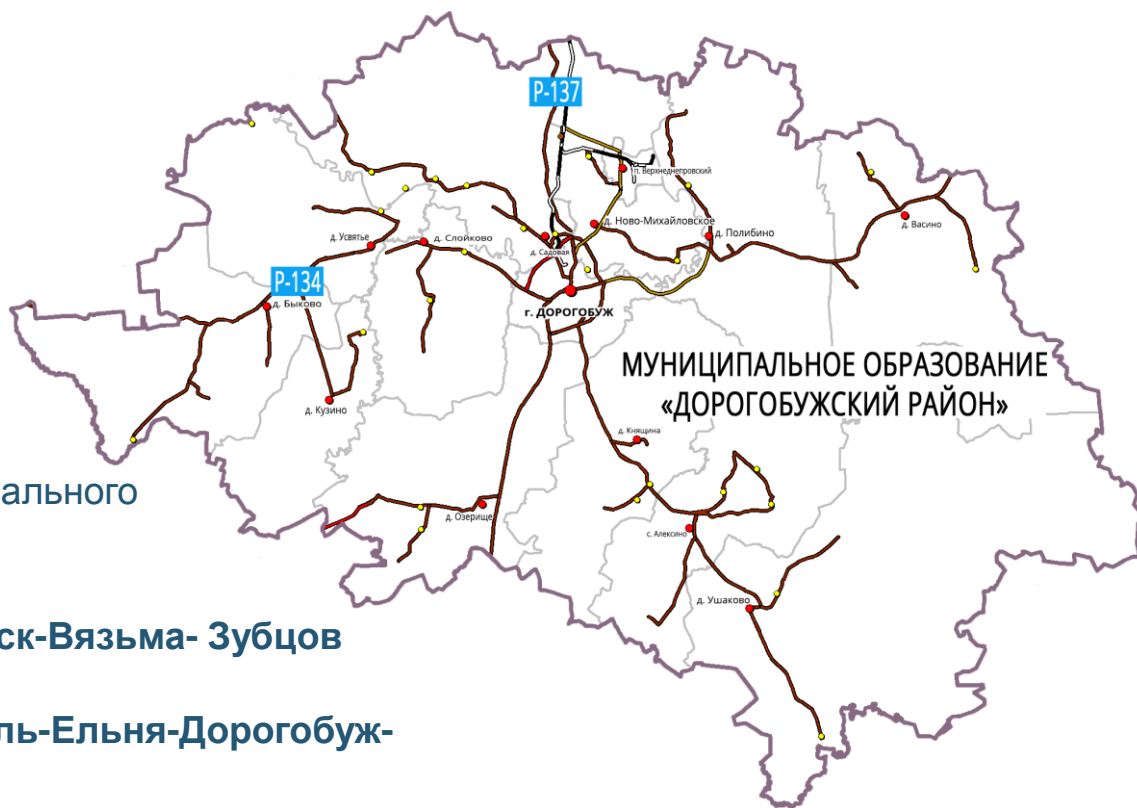 Р-137
п. Верхнеднепровский
д. Ново-Михайловское
д. Васино
д. Усвятье
д. Слойково
д. Полибино
д. Садовая
Р-134
д. Быково
г. ДОРОГОБУЖ
МУНИЦИПАЛЬНОЕ ОБРАЗОВАНИЕ
«ДОРОГОБУЖСКИЙ РАЙОН»
д. Кузино
д. Княщина
ального
д. Озерище
с. Алексино
д. Ушаково
ск-Вязьма- Зубцов
ль-Ельня-Дорогобуж-